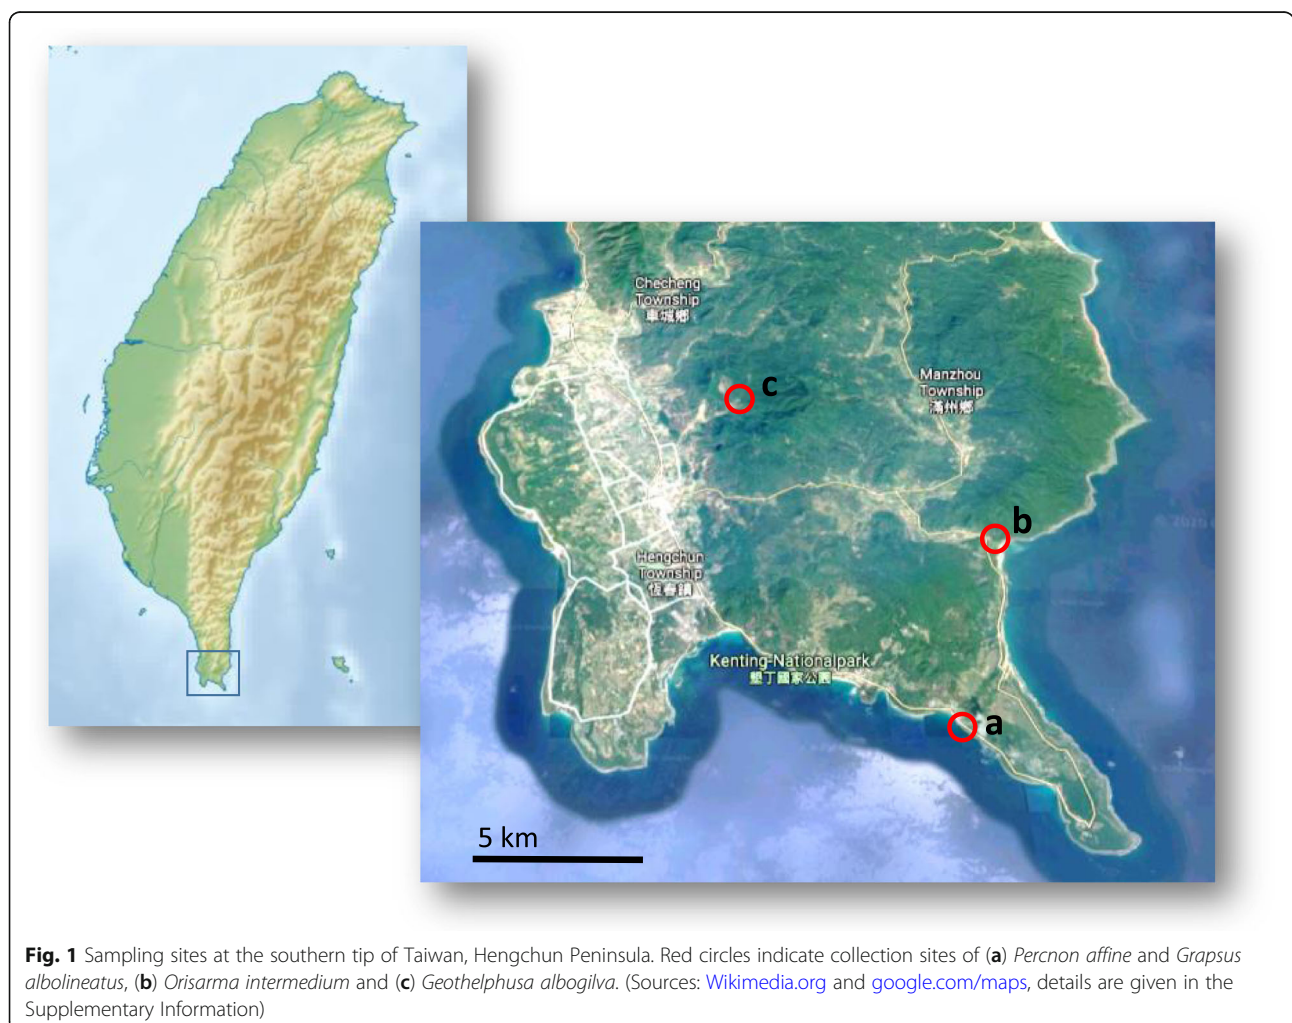 Checheng
Township
車城鄉
c
Manzhou
Township
滿州鄉
b
Hengchun
Township
恆春鎮
Kenting-Nationalpark
墾丁國家公園
a
5 km
Fig. 1 Sampling sites at the southern tip of Taiwan, Hengchun Peninsula. Red circles indicate collection sites of (a) Percnon affine and Grapsus
albolineatus, (b) Orisarma intermedium and (c) Geothelphusa albogilva. (Sources: Wikimedia.org and google.com/maps, details are given in the
Supplementary Information)